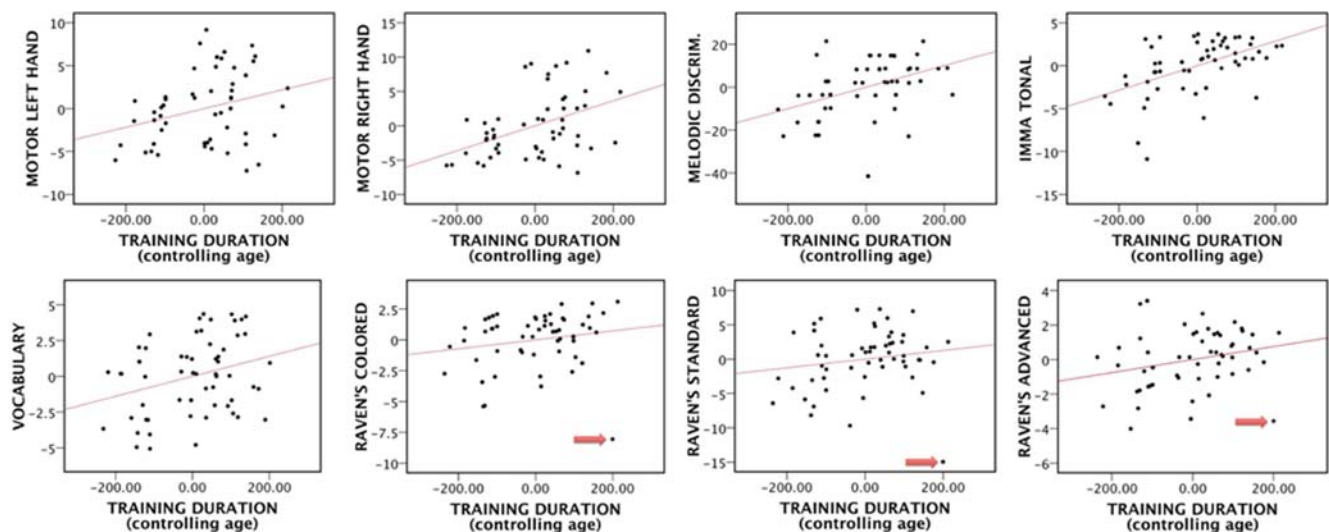 MOTOR LEFT HAND
10
5
0
−5
−10
−200.00 0.00 200.00
TRAINING DURATION
(controlling age)
MOTOR RIGHT HAND
15
10
5
0
−5
−10
−200.00 0.00 200.00
TRAINING DURATION
(controlling age)
MELODIC DISCRIM.
20
0
−20
−40
−200.00 0.00 200.00
TRAINING DURATION
(controlling age)
IMMA TONAL
5
0
−5
−10
−15
−200.00 0.00 200.00
TRAINING DURATION
(controlling age)
VOCABULARY
5
2.5
0
−2.5
−5
−200.00 0.00 200.00
TRAINING DURATION
(controlling age)
RAVEN'S COLORED
5
2.5
0
−2.5
−5
−7.5
−10
−200.00 0.00 200.00
TRAINING DURATION
(controlling age)
RAVEN'S STANDARD
10
5
0
−5
−10
−15
−200.00 0.00 200.00
TRAINING DURATION
(controlling age)
RAVEN'S ADVANCED
4
2
0
−2
−4
−6
−200.00 0.00 200.00
TRAINING DURATION
(controlling age)